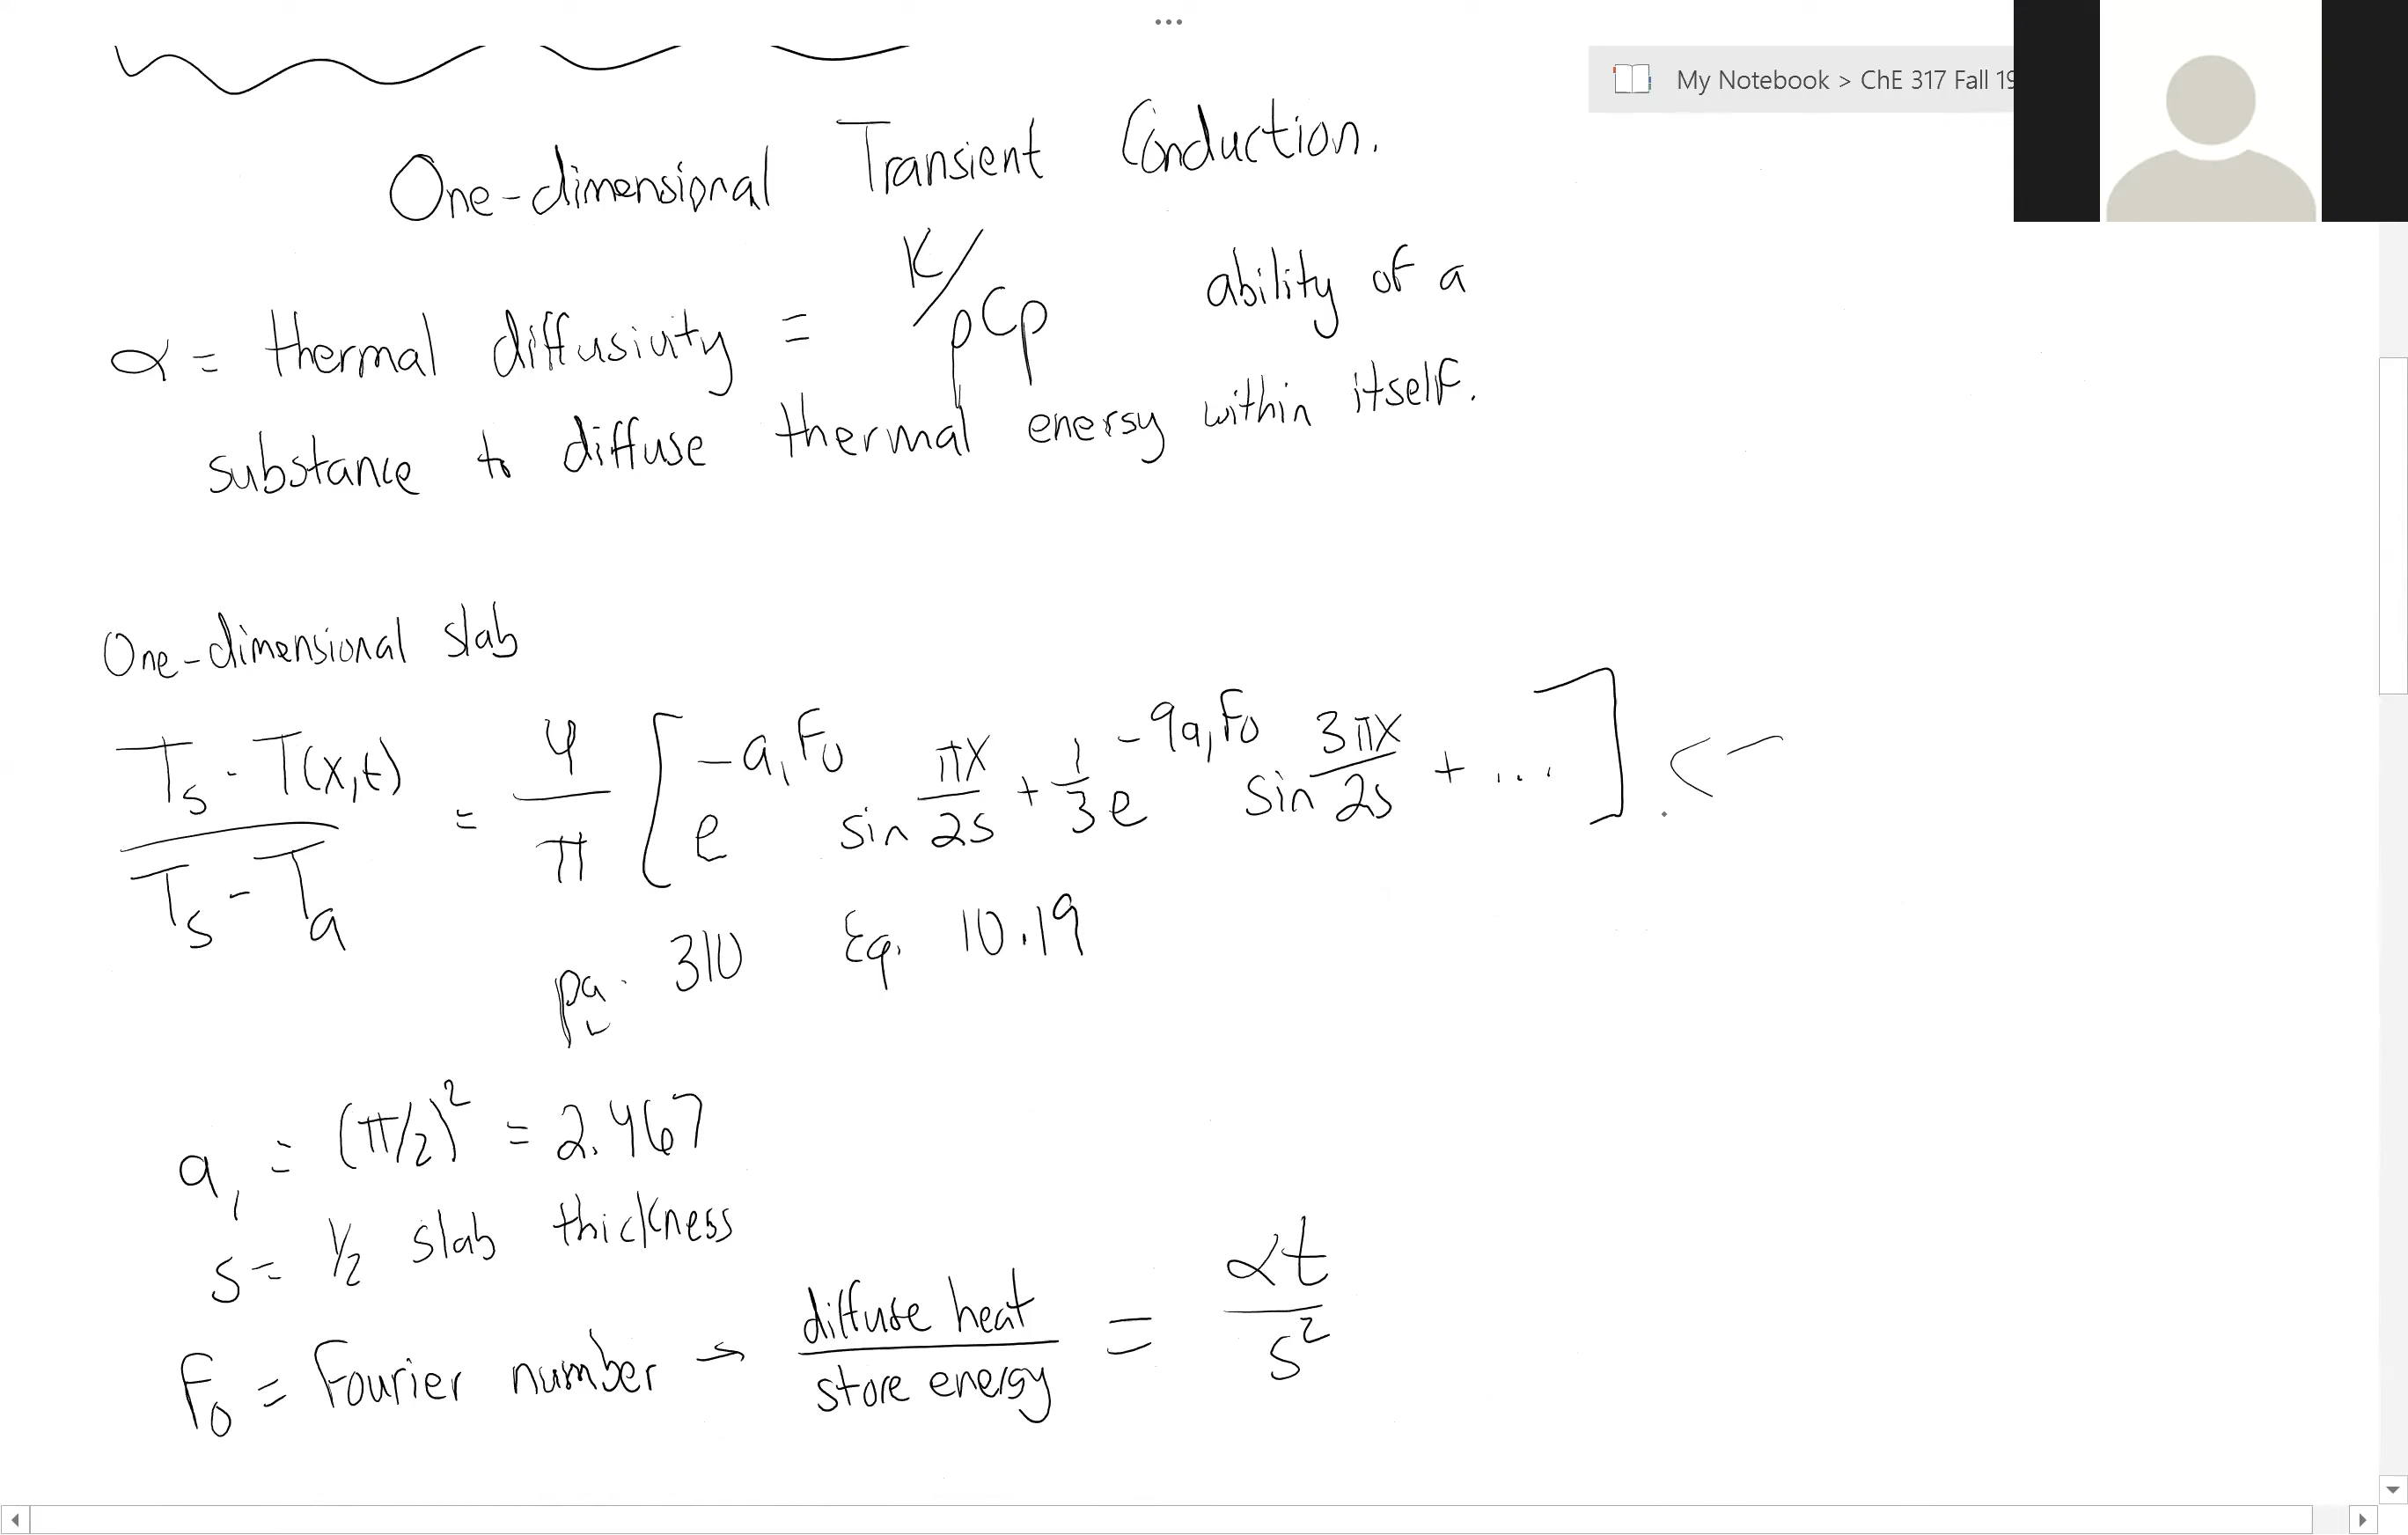 My Notebook > ChE 317 Fall 19
One-dimensional Transient Conduction.
α = thermal diffusivity = K/ρCp ability of a
substance to diffuse thermal energy within itself.
One-dimensional slab
(Ts - T(x,t))/(Ts - Ta) = 4/π [e^(-a₁Fo) sin πx/2s + 1/3 e^(-9a₁Fo) sin 3πx/2s + ....] <-
pg. 310 Eq. 10.19
a₁ = (π/2)² = 2.467
s = 1/2 slab thickness
Fo = Fourier number → diffuse heat/store energy = αt/s²